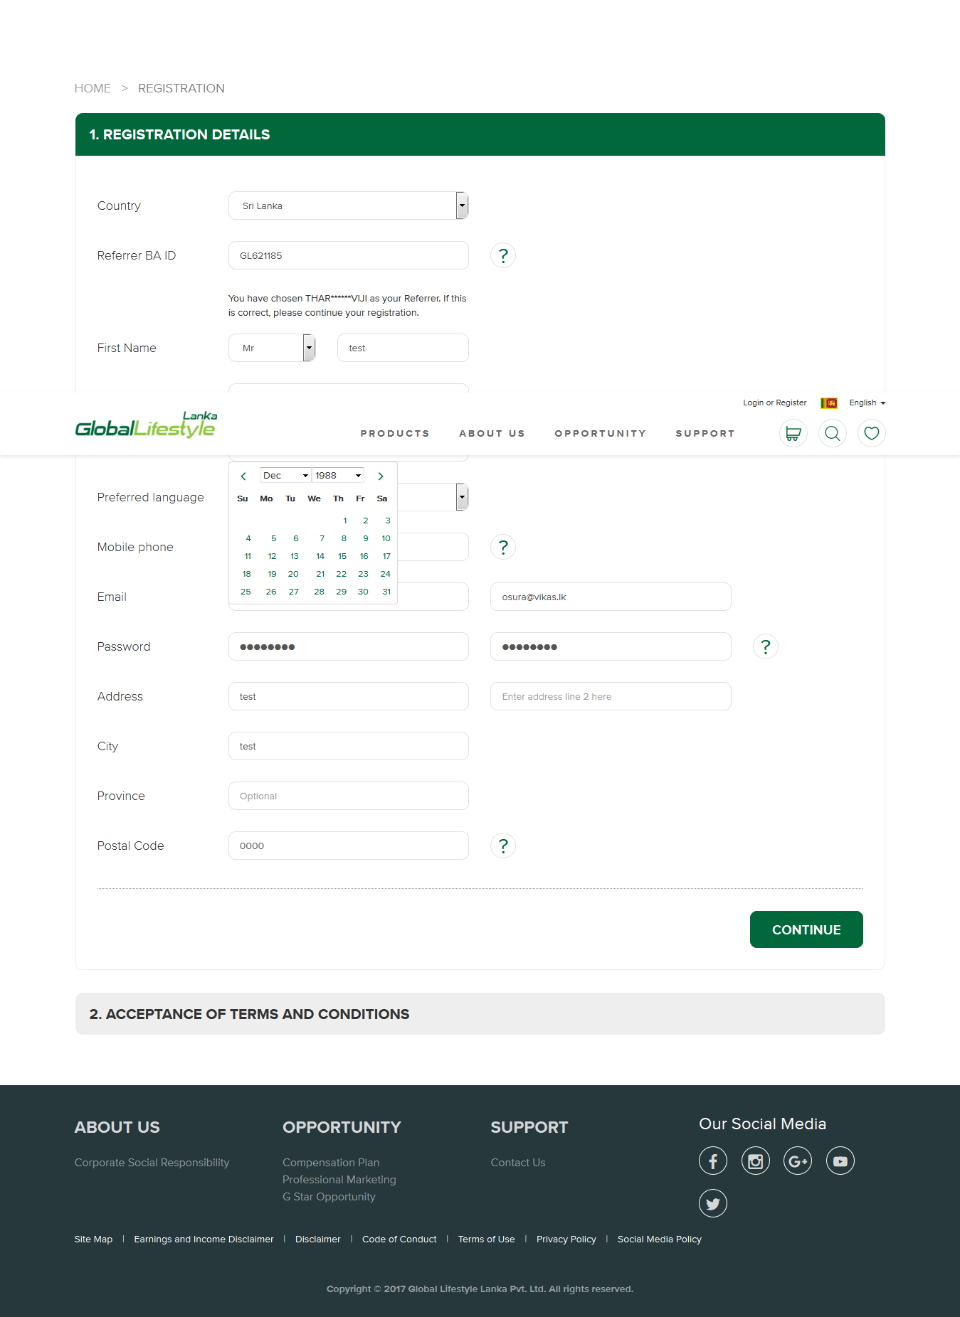 HOME > REGISTRATION
1. REGISTRATION DETAILS
Country
Sri Lanka
Referrer BA ID
GL621185
?
You have chosen THAR******VIJI as your Referrer. If this
is correct, please continue your registration.
First Name
Mr
test
Login or Register
English
Lanka
GlobalLifestyle
PRODUCTS
ABOUT US
OPPORTUNITY
SUPPORT
Dec
1988
Su Mo Tu We Th Fr Sa
1 2 3
4 5 6 7 8 9 10
11 12 13 14 15 16 17
18 19 20 21 22 23 24
25 26 27 28 29 30 31
Preferred language
Mobile phone
?
Email
osura@vikas.lk
Password
?
Address
test
Enter address line 2 here
City
test
Province
Optional
Postal Code
0000
?
CONTINUE
2. ACCEPTANCE OF TERMS AND CONDITIONS
ABOUT US
Corporate Social Responsibility
OPPORTUNITY
Compensation Plan
Professional Marketing
G Star Opportunity
SUPPORT
Contact Us
Our Social Media
Site Map | Earnings and Income Disclaimer | Disclaimer | Code of Conduct | Terms of Use | Privacy Policy | Social Media Policy
Copyright © 2017 Global Lifestyle Lanka Pvt. Ltd. All rights reserved.